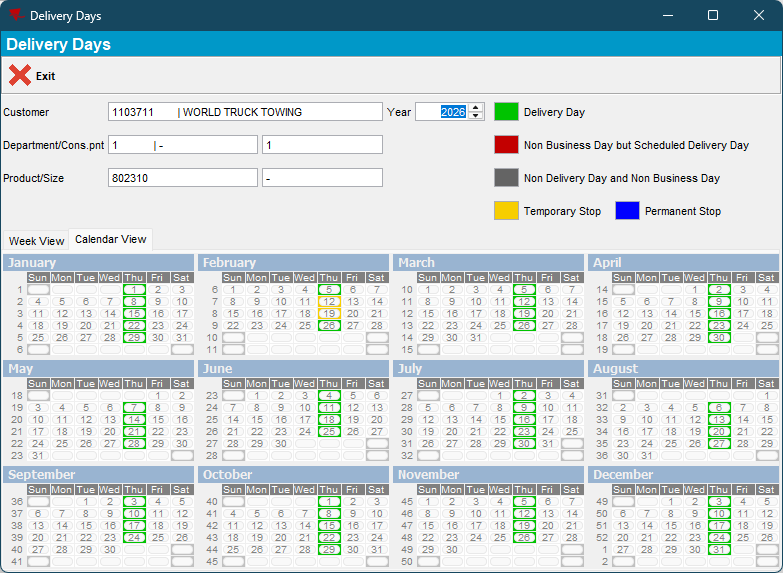 Delivery Days
Delivery Days
Exit
Customer 1103711 | WORLD TRUCK TOWING Year 2026 Delivery Day
Department/Cons.pnt 1 | - 1 Non Business Day but Scheduled Delivery Day
Product/Size 802310 - Non Delivery Day and Non Business Day
Temporary Stop Permanent Stop
Week View Calendar View
January
Sun Mon Tue Wed Thu Fri Sat
1 1 2 3
2 4 5 6 7 8 9 10
3 11 12 13 14 15 16 17
4 18 19 20 21 22 23 24
5 25 26 27 28 29 30 31
6
February
Sun Mon Tue Wed Thu Fri Sat
6 1 2 3 4 5 6 7
7 8 9 10 11 12 13 14
8 15 16 17 18 19 20 21
9 22 23 24 25 26 27 28
10
11
March
Sun Mon Tue Wed Thu Fri Sat
10 1 2 3 4 5 6 7
11 8 9 10 11 12 13 14
12 15 16 17 18 19 20 21
13 22 23 24 25 26 27 28
14 29 30 31
15
April
Sun Mon Tue Wed Thu Fri Sat
14 1 2 3 4
15 5 6 7 8 9 10 11
16 12 13 14 15 16 17 18
17 19 20 21 22 23 24 25
18 26 27 28 29 30
19
May
Sun Mon Tue Wed Thu Fri Sat
18 1 2
19 3 4 5 6 7 8 9
20 10 11 12 13 14 15 16
21 17 18 19 20 21 22 23
22 24 25 26 27 28 29 30
23 31
June
Sun Mon Tue Wed Thu Fri Sat
23 1 2 3 4 5 6
24 7 8 9 10 11 12 13
25 14 15 16 17 18 19 20
26 21 22 23 24 25 26 27
27 28 29 30
28
July
Sun Mon Tue Wed Thu Fri Sat
27 1 2 3 4
28 5 6 7 8 9 10 11
29 12 13 14 15 16 17 18
30 19 20 21 22 23 24 25
31 26 27 28 29 30 31
32
August
Sun Mon Tue Wed Thu Fri Sat
31 1
32 2 3 4 5 6 7 8
33 9 10 11 12 13 14 15
34 16 17 18 19 20 21 22
35 23 24 25 26 27 28 29
36 30 31
September
Sun Mon Tue Wed Thu Fri Sat
36 1 2 3 4 5
37 6 7 8 9 10 11 12
38 13 14 15 16 17 18 19
39 20 21 22 23 24 25 26
40 27 28 29 30
41
October
Sun Mon Tue Wed Thu Fri Sat
40 1 2 3
41 4 5 6 7 8 9 10
42 11 12 13 14 15 16 17
43 18 19 20 21 22 23 24
44 25 26 27 28 29 30 31
45
November
Sun Mon Tue Wed Thu Fri Sat
45 1 2 3 4 5 6 7
46 8 9 10 11 12 13 14
47 15 16 17 18 19 20 21
48 22 23 24 25 26 27 28
49 29 30
50
December
Sun Mon Tue Wed Thu Fri Sat
49 1 2 3 4 5
50 6 7 8 9 10 11 12
51 13 14 15 16 17 18 19
52 20 21 22 23 24 25 26
1 27 28 29 30 31
2